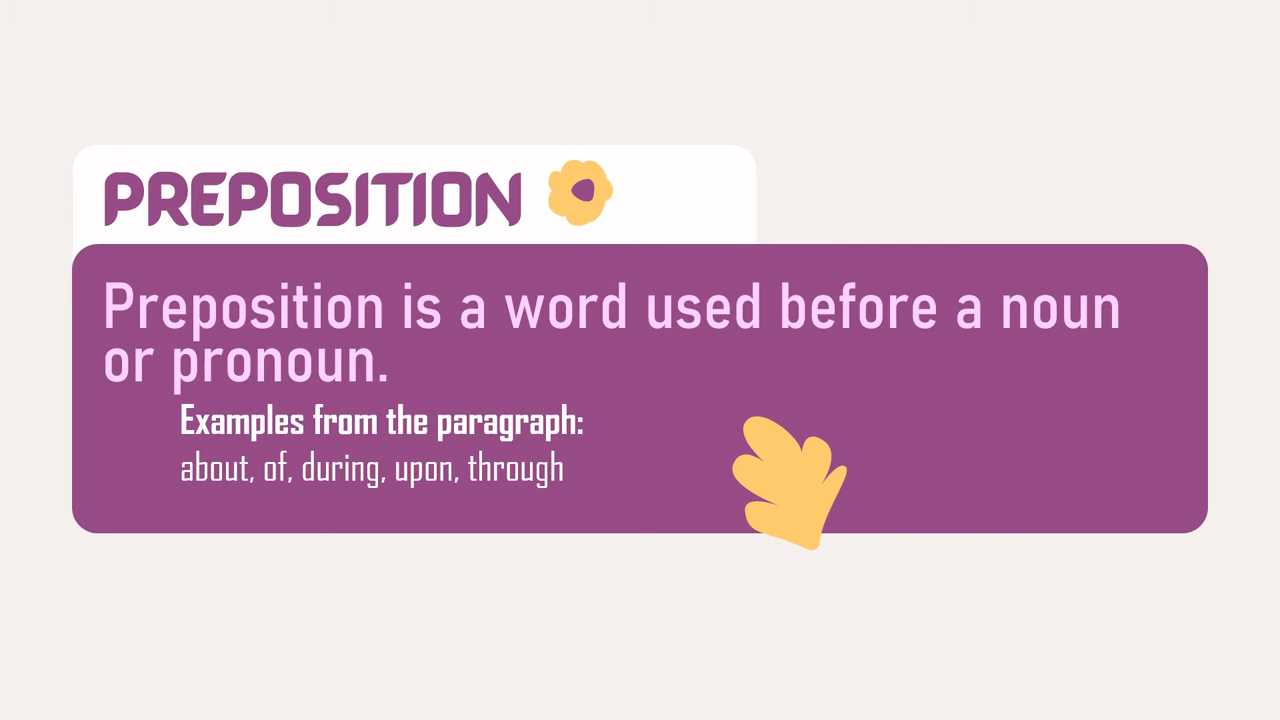 PREPOSITION
Preposition is a word used before a noun
or pronoun.
Examples from the paragraph:
about, of, during, upon, through